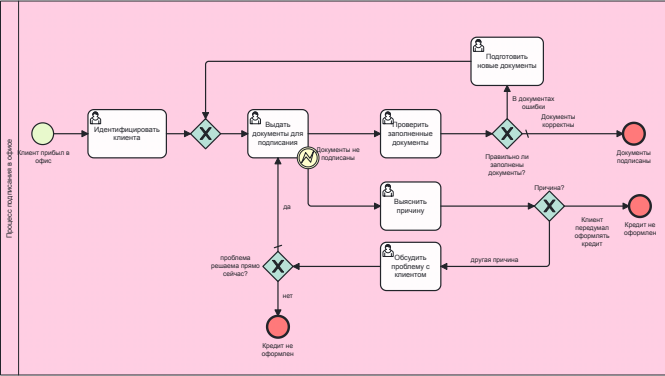 Процесс подписания в офисе
Клиент прибыл в
офис
Идентифицировать
клиента
Выдать
документы для
подписания
Документы не
подписаны
Проверить
заполненные
документы
Подготовить
новые документы
В документах
ошибки
Документы
корректны
Правильно ли
заполнены
документы?
Документы
подписаны
Выяснить
причину
Причина?
Клиент
передумал
оформлять
кредит
Кредит не
оформлен
другая причина
Обсудить
проблему с
клиентом
проблема
решаема прямо
сейчас?
да
нет
Кредит не
оформлен